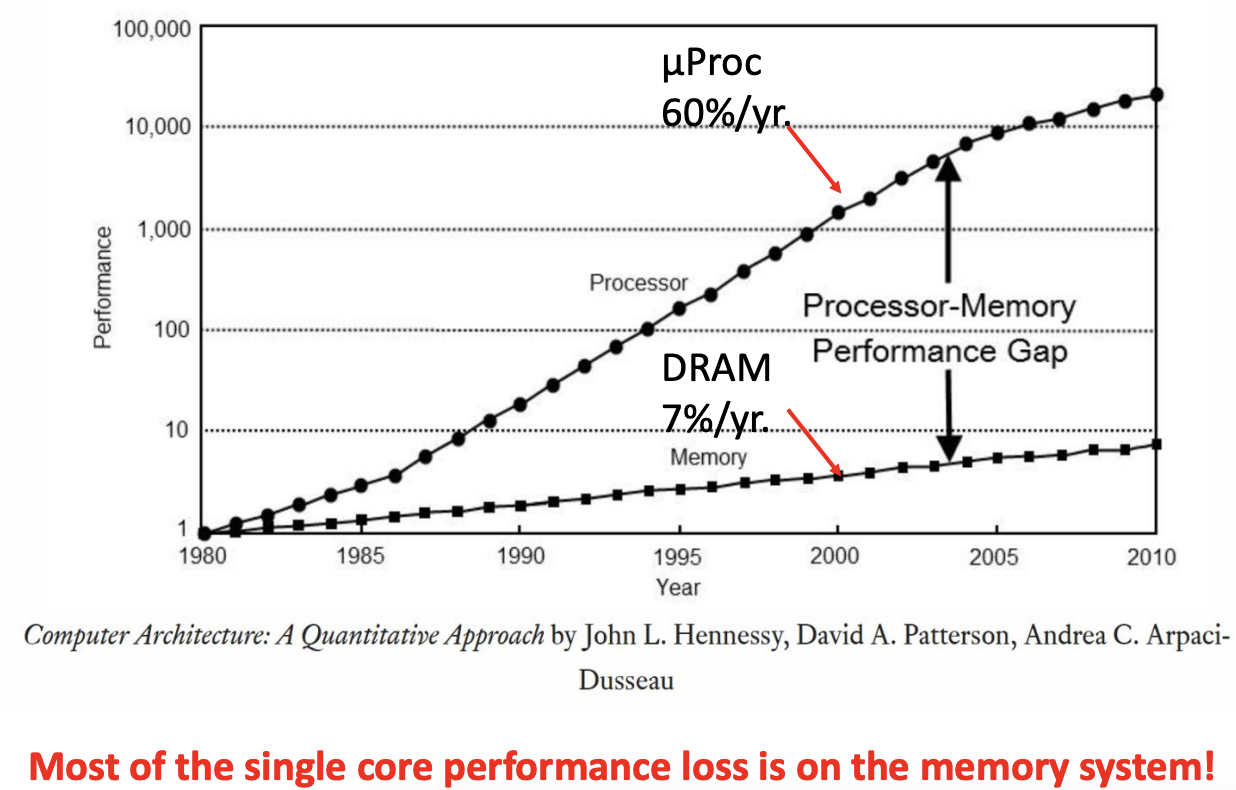 100,000
10,000
1,000
100
10
1
Performance
µProc
60%/yr.
Processor
Processor-Memory
Performance Gap
DRAM
7%/yr.
Memory
1980
1985
1990
1995
2000
2005
2010
Year
Computer Architecture: A Quantitative Approach by John L. Hennessy, David A. Patterson, Andrea C. Arpaci-
Dusseau
Most of the single core performance loss is on the memory system!